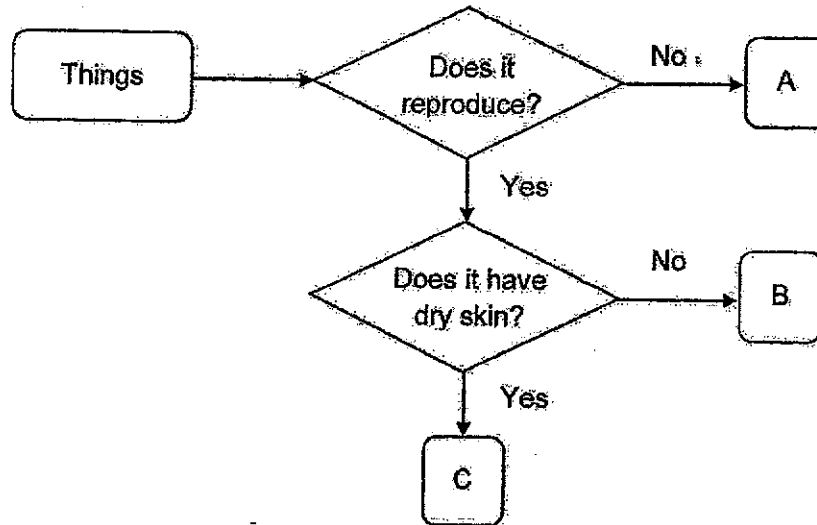 Things
Does it
reproduce?
No
A
Yes
Does it have
dry skin?
No
B
Yes
C